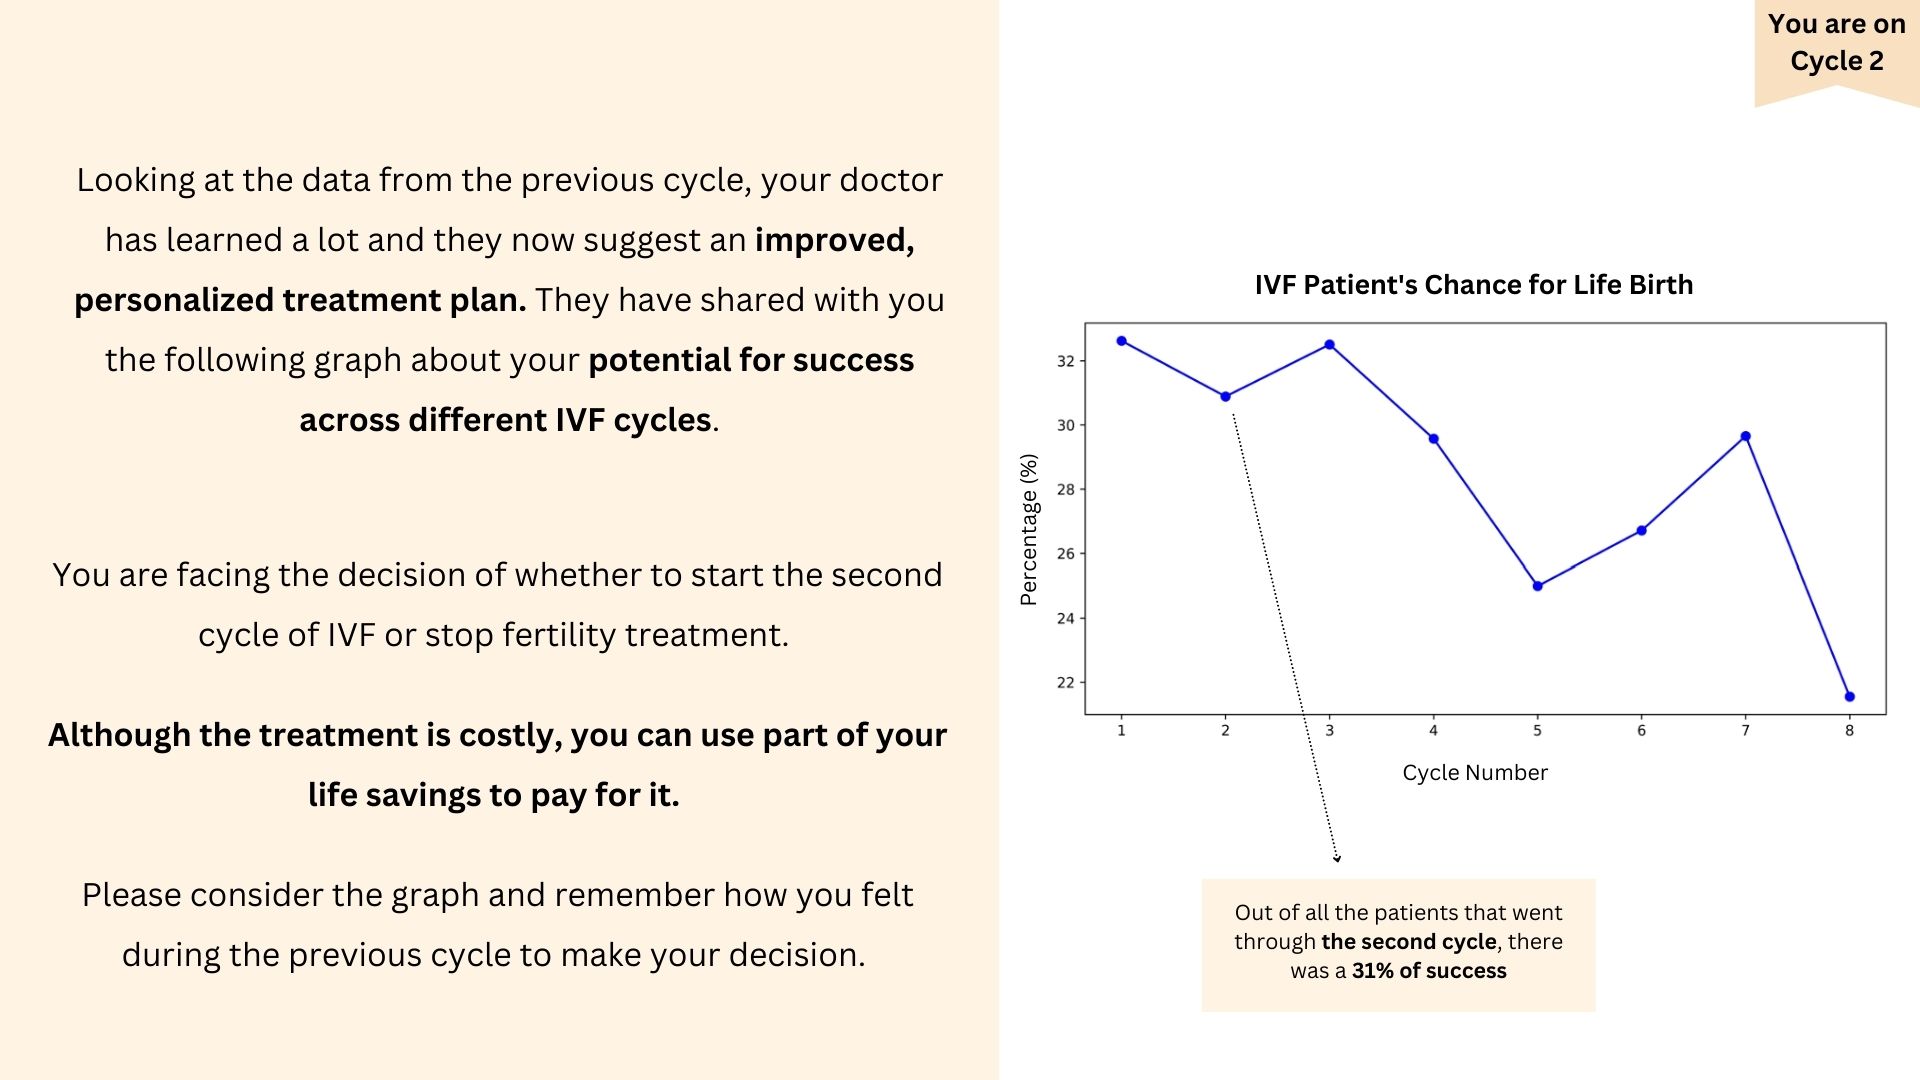 You are on
Cycle 2
Looking at the data from the previous cycle, your doctor
has learned a lot and they now suggest an improved,
personalized treatment plan. They have shared with you
the following graph about your potential for success
across different IVF cycles.
You are facing the decision of whether to start the second
cycle of IVF or stop fertility treatment.
Although the treatment is costly, you can use part of your
life savings to pay for it.
Please consider the graph and remember how you felt
during the previous cycle to make your decision.
IVF Patient's Chance for Life Birth
Percentage (%)
32
30
28
26
24
22
1 2 3 4 5 6 7 8
Cycle Number
Out of all the patients that went
through the second cycle, there
was a 31% of success